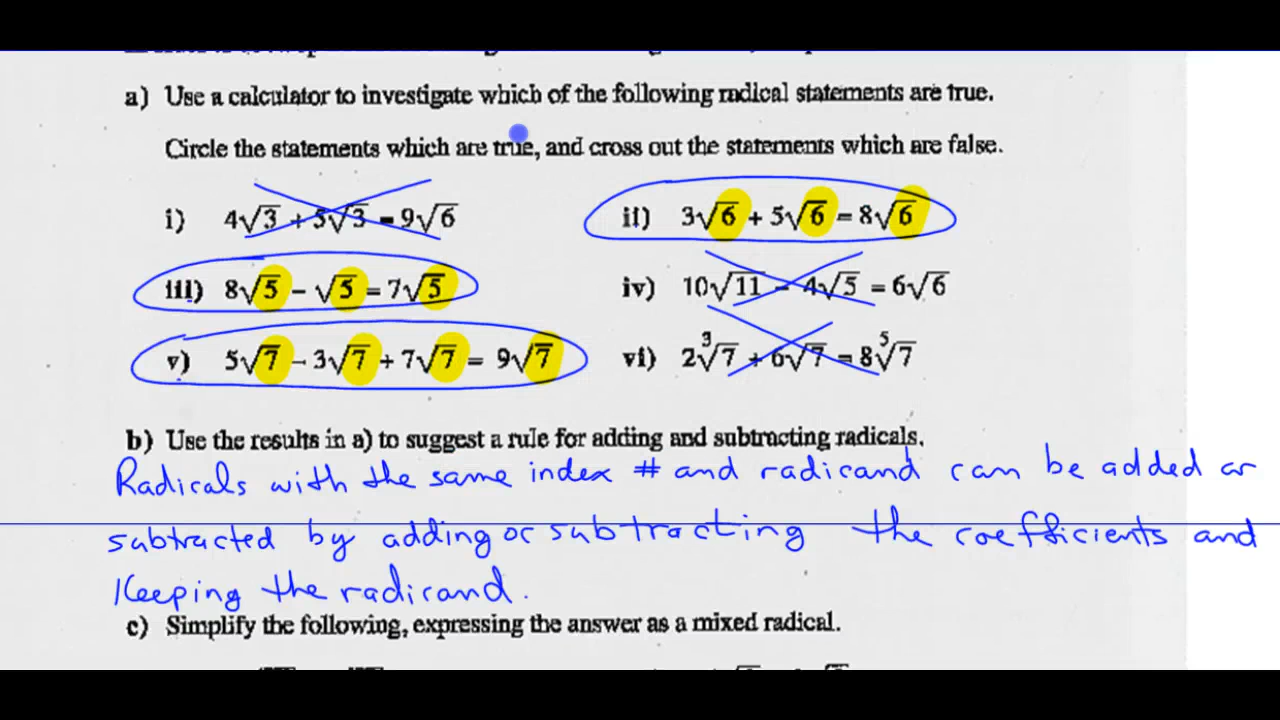 a) Use a calculator to investigate which of the following radical statements are true.
Circle the statements which are true, and cross out the statements which are false.
i) 4√3 + 5√3 = 9√6 ii) 3√6 + 5√6 = 8√6
iii) 8√5 − √5 = 7√5 iv) 10√11 − 4√5 = 6√6
v) 5√7 − 3√7 + 7√7 = 9√7 vi) 2∛7 + 6√7 = 8⁵√7
b) Use the results in a) to suggest a rule for adding and subtracting radicals.
Radicals with the same index # and radicand can be added or
subtracted by adding or subtracting the coefficients and
keeping the radicand.
c) Simplify the following, expressing the answer as a mixed radical.